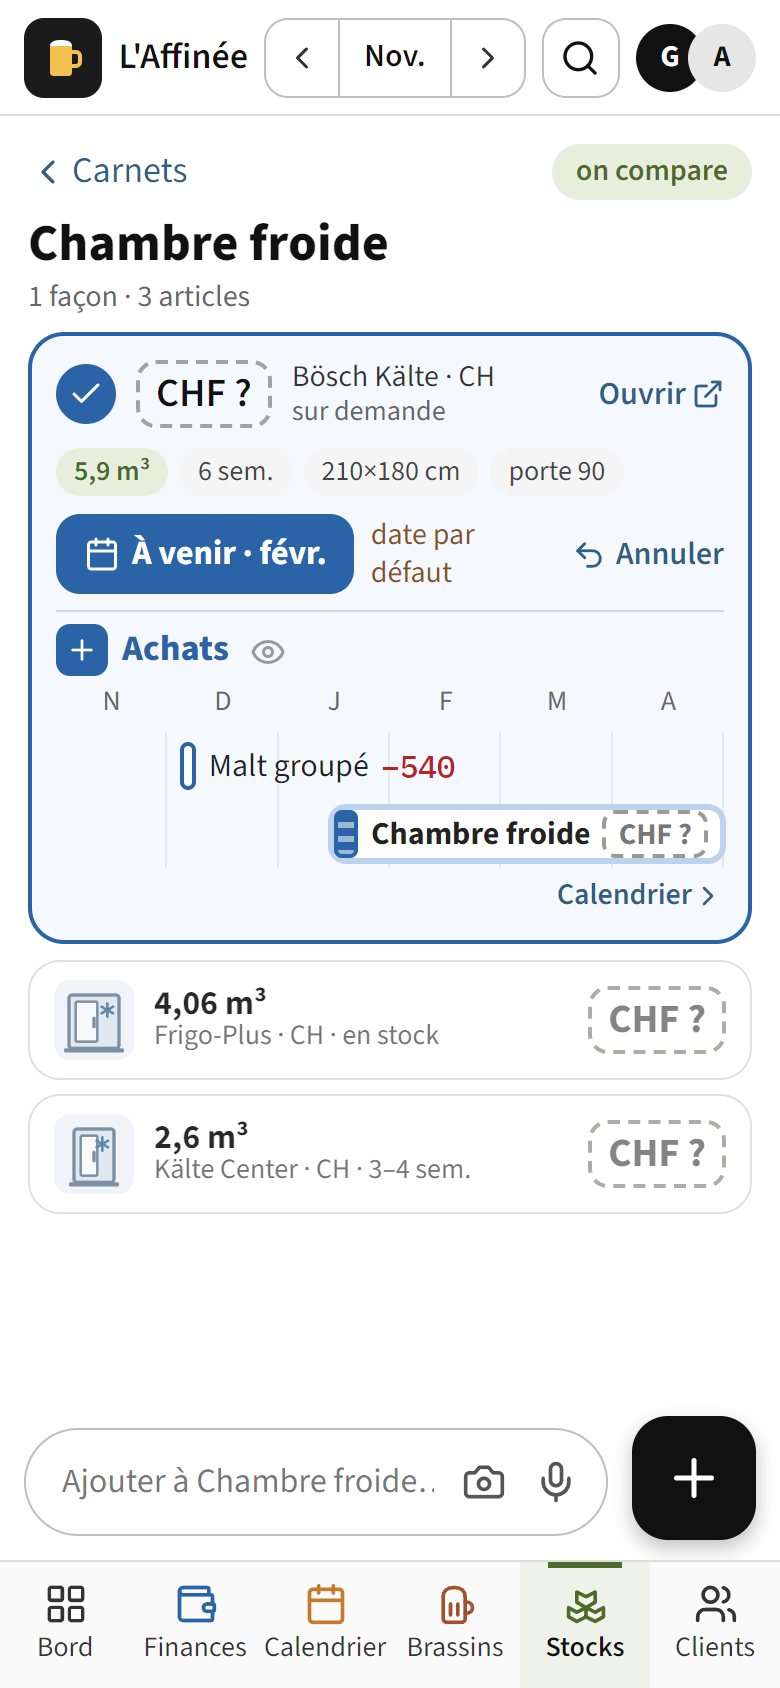 L'Affinée
Nov.
G
A
Carnets
on compare
Chambre froide
1 façon · 3 articles
CHF ?
Bösch Kälte · CH
sur demande
Ouvrir
5,9 m³
6 sem.
210×180 cm
porte 90
À venir · févr.
date par
défaut
Annuler
Achats
N D J F M A
Malt groupé −540
Chambre froide CHF ?
Calendrier
4,06 m³
Frigo-Plus · CH · en stock
CHF ?
2,6 m³
Kälte Center · CH · 3–4 sem.
CHF ?
Ajouter à Chambre froide..
Bord
Finances
Calendrier
Brassins
Stocks
Clients